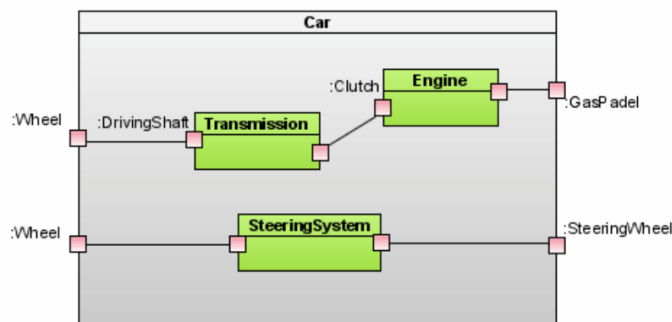 Car
:Clutch
Engine
:GasPadel
:Wheel
:DrivingShaft
Transmission
:Wheel
SteeringSystem
:SteeringWheel